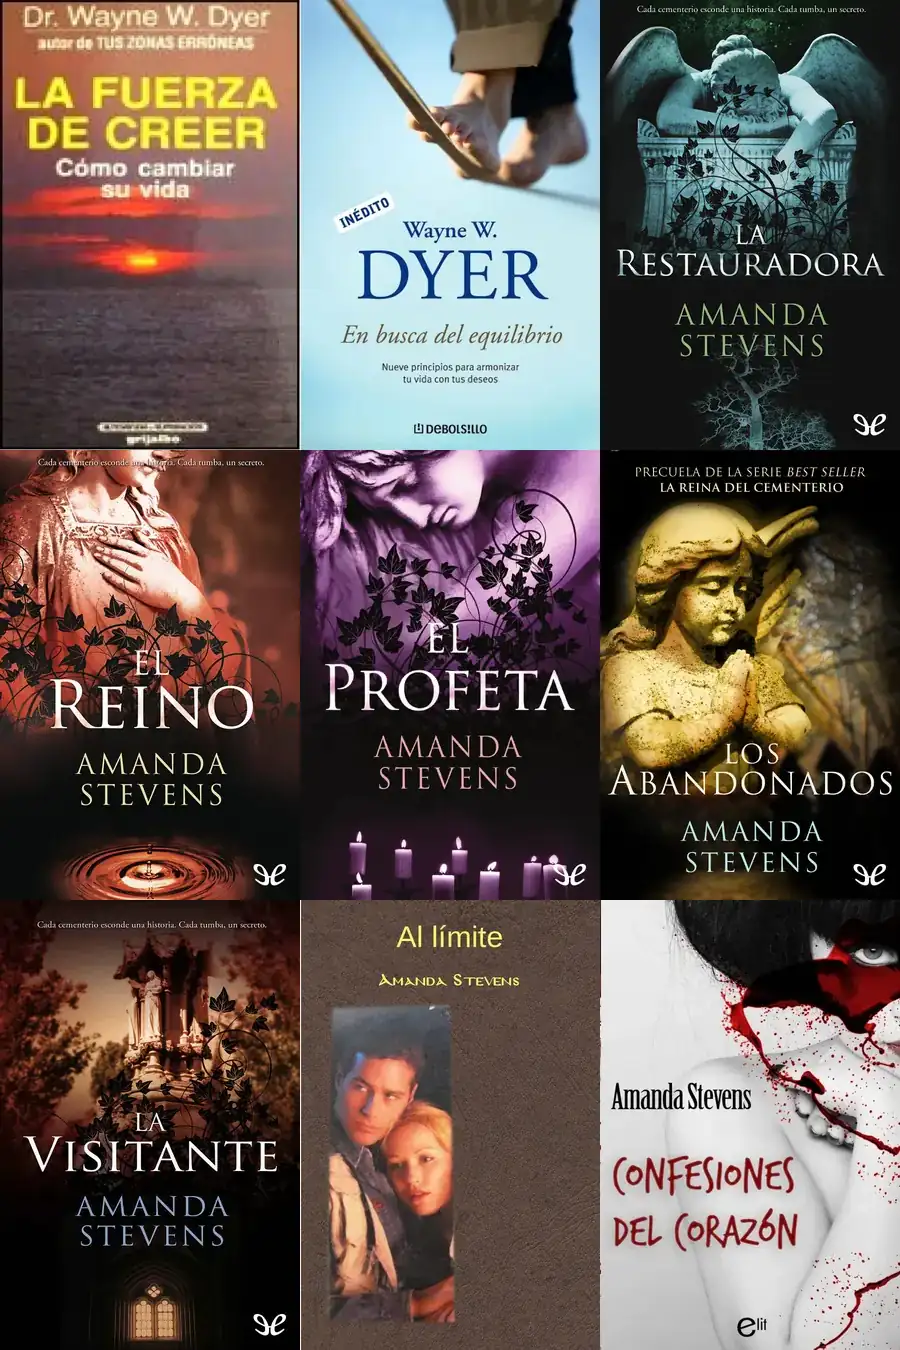 Dr. Wayne W. Dyer
autor de TUS ZONAS ERRÓNEAS
LA FUERZA
DE CREER
Cómo cambiar
su vida
grijalbo
INÉDITO
Wayne W.
DYER
En busca del equilibrio
Nueve principios para armonizar
tu vida con tus deseos
DEBOLS!LLO
Cada cementerio esconde una historia. Cada tumba, un secreto.
LA
RESTAURADORA
AMANDA
STEVENS
Cada cementerio esconde una historia. Cada tumba, un secreto.
EL
REINO
AMANDA
STEVENS
EL
PROFETA
AMANDA
STEVENS
PRECUELA DE LA SERIE BEST SELLER
LA REINA DEL CEMENTERIO
LOS
ABANDONADOS
AMANDA
STEVENS
Cada cementerio esconde una historia. Cada tumba, un secreto.
LA
VISITANTE
AMANDA
STEVENS
Al límite
AMANDA STEVENS
Amanda Stevens
CONFESIONES
DEL CORAZÓN
elit